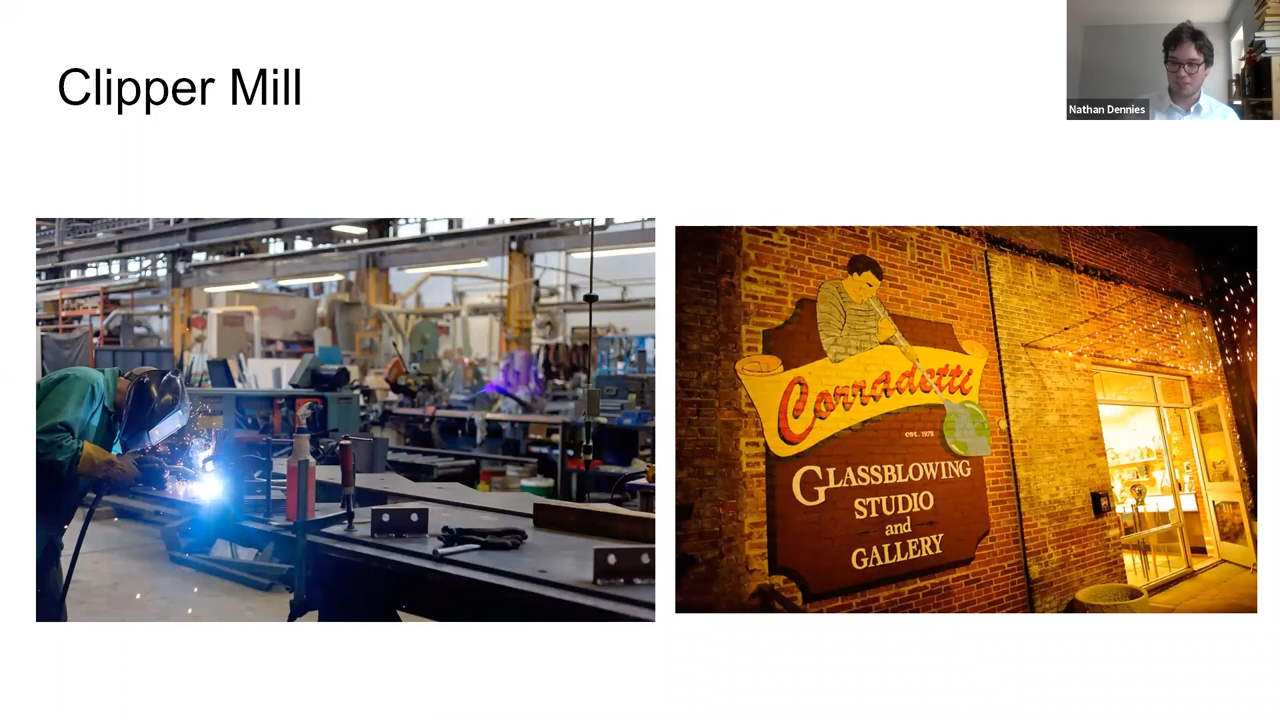 Clipper Mill
Nathan Dennies
Corradetti
est. 1978
GLASSBLOWING
STUDIO
and
GALLERY